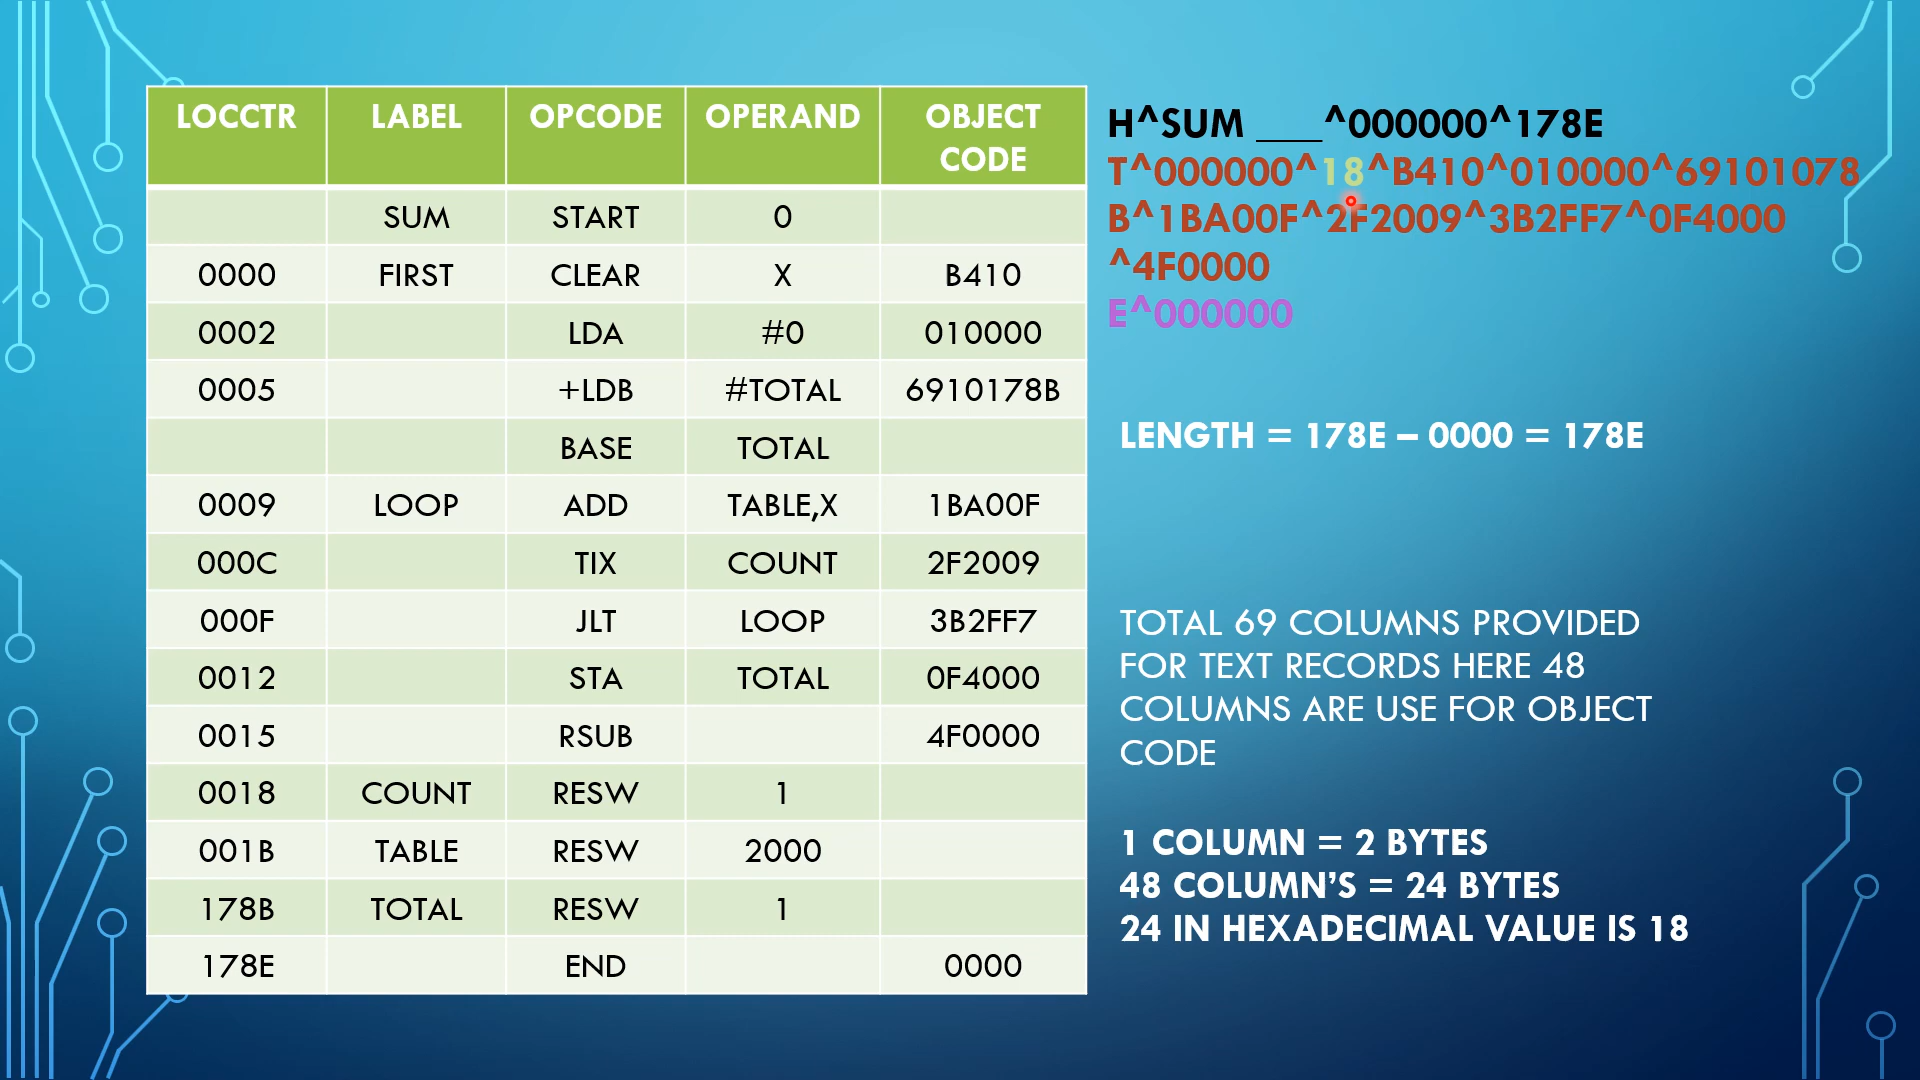 LOCCTR LABEL OPCODE OPERAND OBJECT CODE
SUM START 0
0000 FIRST CLEAR X B410
0002 LDA #0 010000
0005 +LDB #TOTAL 6910178B
BASE TOTAL
0009 LOOP ADD TABLE,X 1BA00F
000C TIX COUNT 2F2009
000F JLT LOOP 3B2FF7
0012 STA TOTAL 0F4000
0015 RSUB 4F0000
0018 COUNT RESW 1
001B TABLE RESW 2000
178B TOTAL RESW 1
178E END 0000
H^SUM ___^000000^178E
T^000000^18^B410^010000^69101078
B^1BA00F^2F2009^3B2FF7^0F4000
^4F0000
E^000000
LENGTH = 178E – 0000 = 178E
TOTAL 69 COLUMNS PROVIDED
FOR TEXT RECORDS HERE 48
COLUMNS ARE USE FOR OBJECT
CODE
1 COLUMN = 2 BYTES
48 COLUMN’S = 24 BYTES
24 IN HEXADECIMAL VALUE IS 18